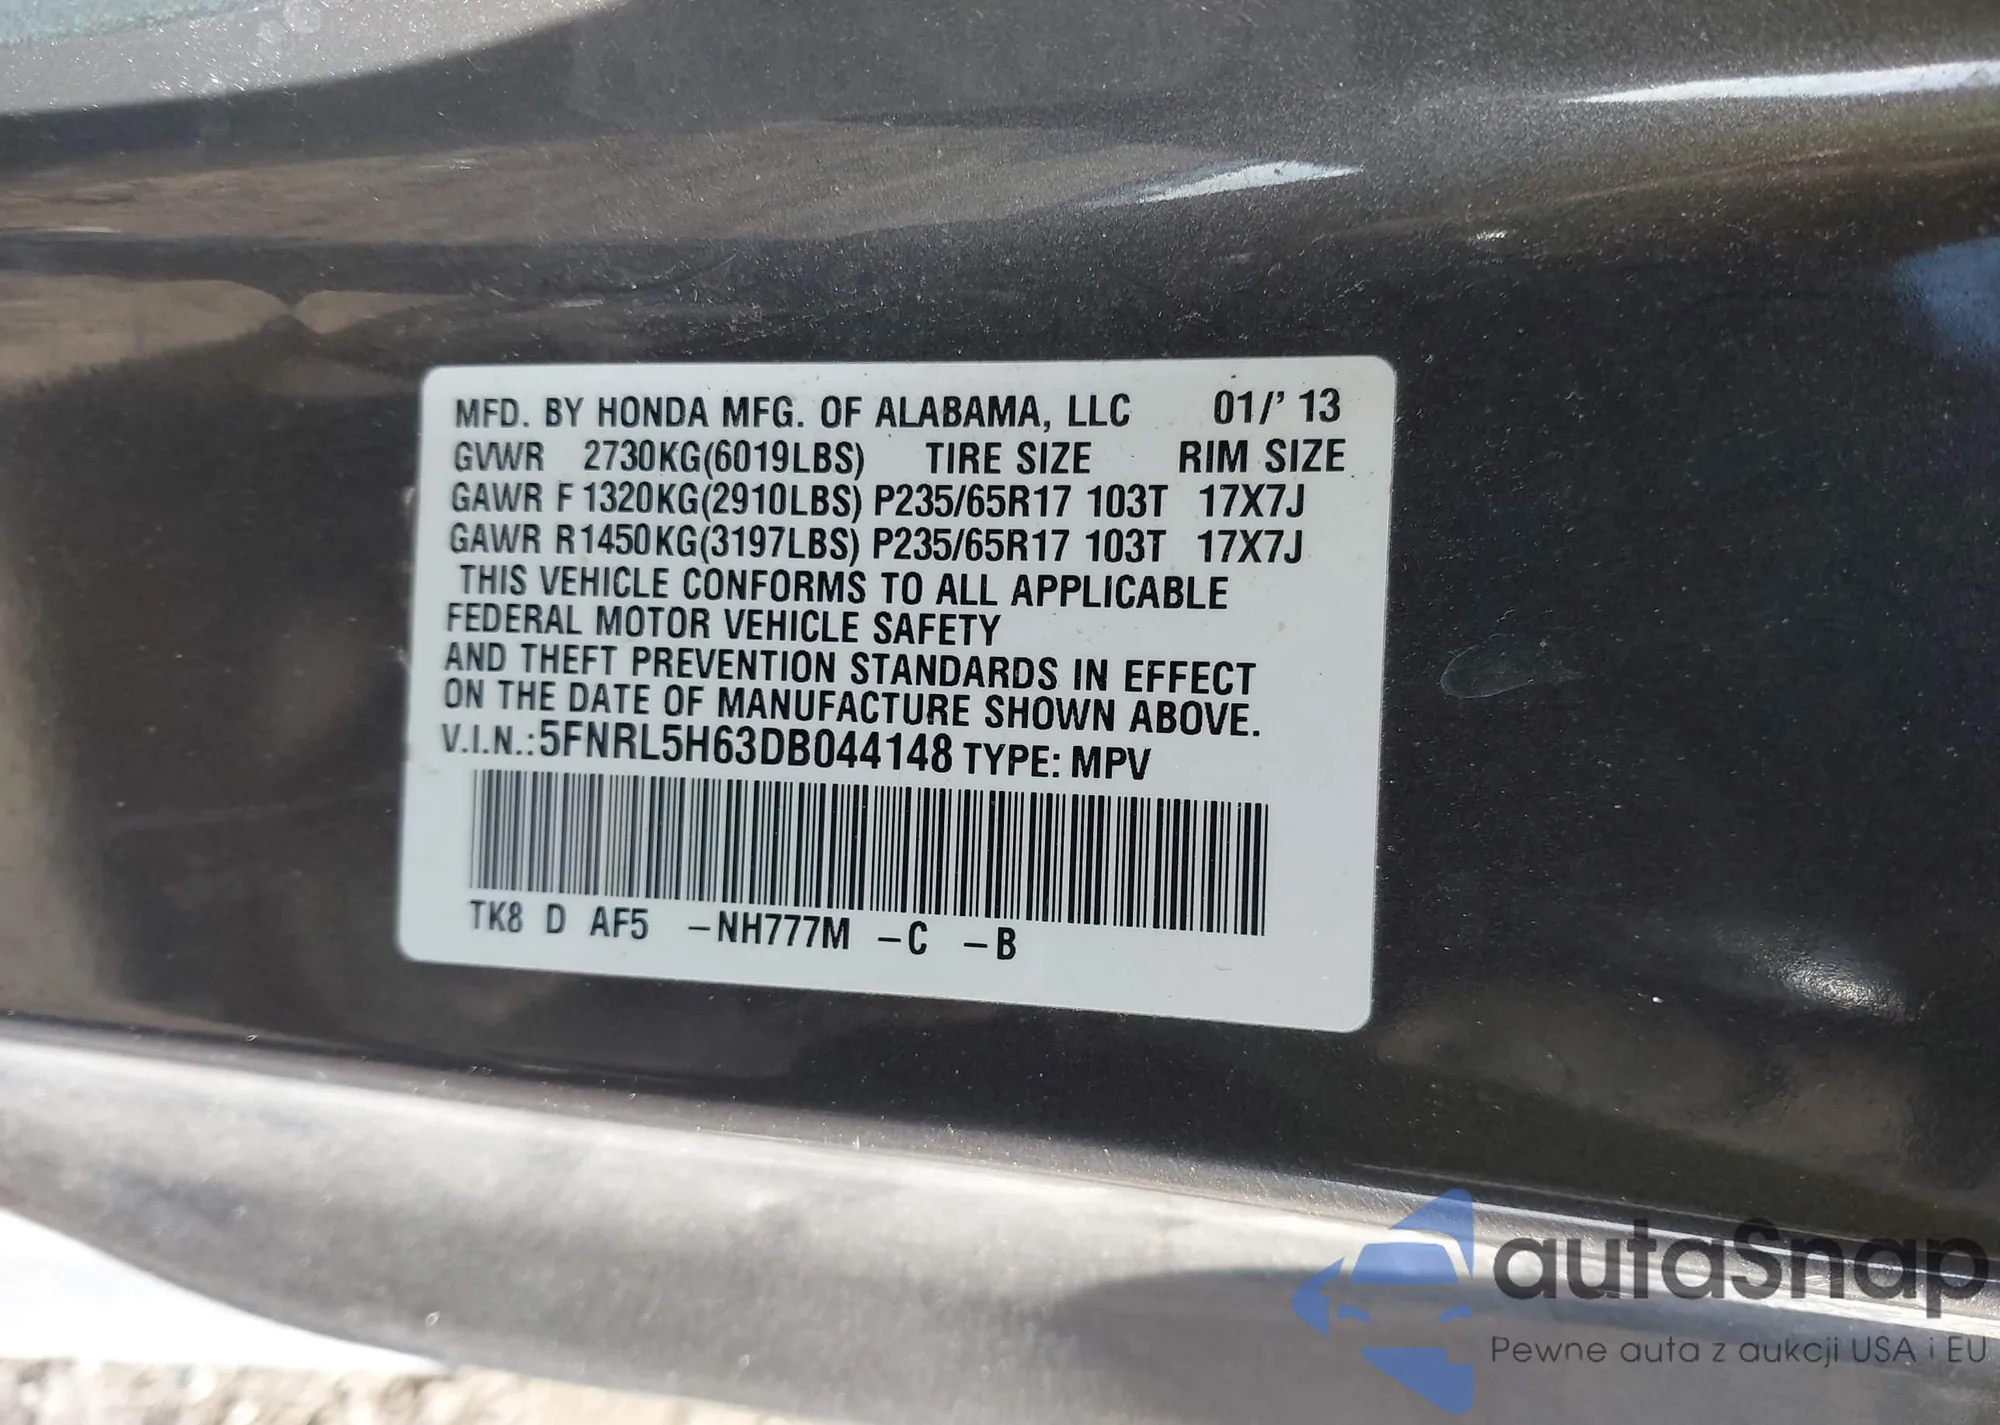 MFD. BY HONDA MFG. OF ALABAMA, LLC 01/' 13
GVWR 2730KG(6019LBS) TIRE SIZE RIM SIZE
GAWR F 1320KG(2910LBS) P235/65R17 103T 17X7J
GAWR R1450KG(3197LBS) P235/65R17 103T 17X7J
THIS VEHICLE CONFORMS TO ALL APPLICABLE
FEDERAL MOTOR VEHICLE SAFETY
AND THEFT PREVENTION STANDARDS IN EFFECT
ON THE DATE OF MANUFACTURE SHOWN ABOVE.
V.I.N.:5FNRL5H63DB044148 TYPE: MPV
TK8 D AF5 -NH777M -C -B
autaSnap
Pewne auta z aukcji USA i EU